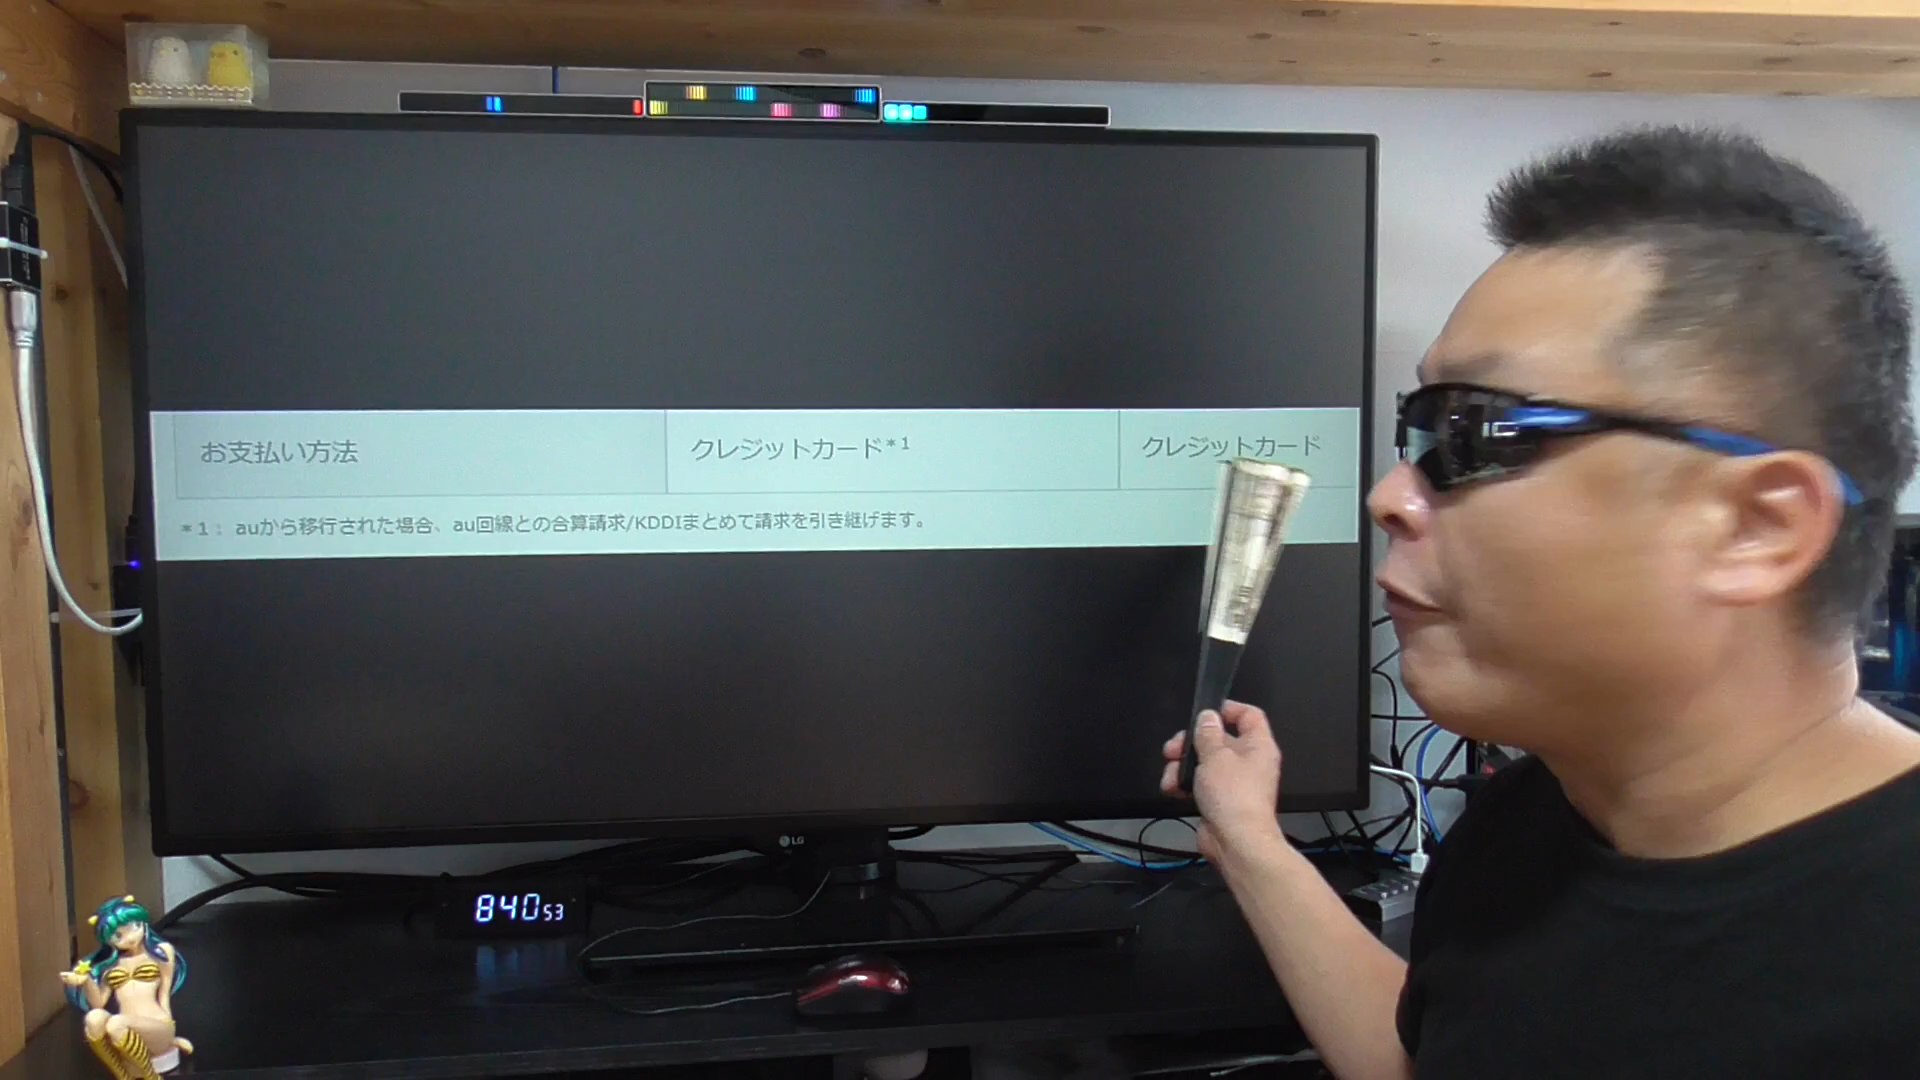 お支払い方法
クレジットカード*1
クレジットカード
*1: auから移行された場合、au回線との合算請求/KDDIまとめて請求を引き継げます。
LG
840 53